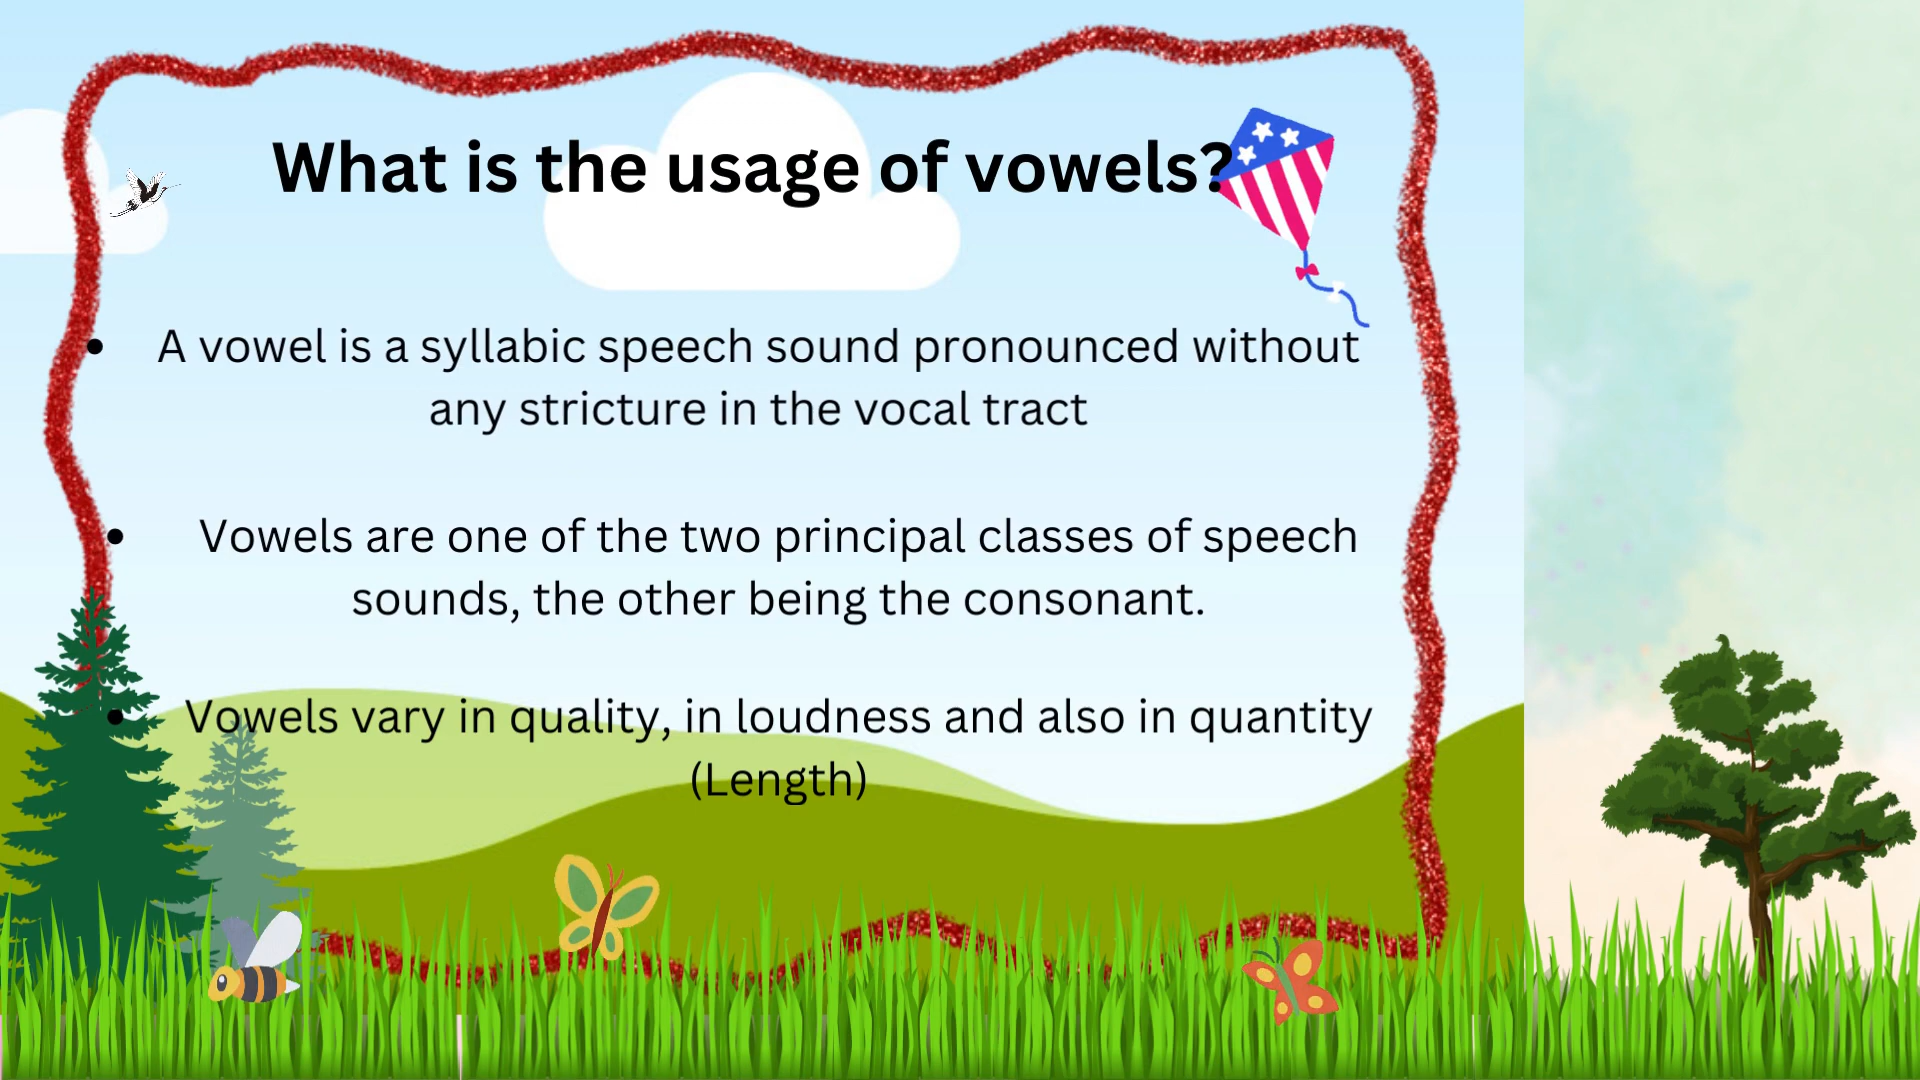 What is the usage of vowels?
• A vowel is a syllabic speech sound pronounced without
any stricture in the vocal tract
• Vowels are one of the two principal classes of speech
sounds, the other being the consonant.
• Vowels vary in quality, in loudness and also in quantity
(Length)